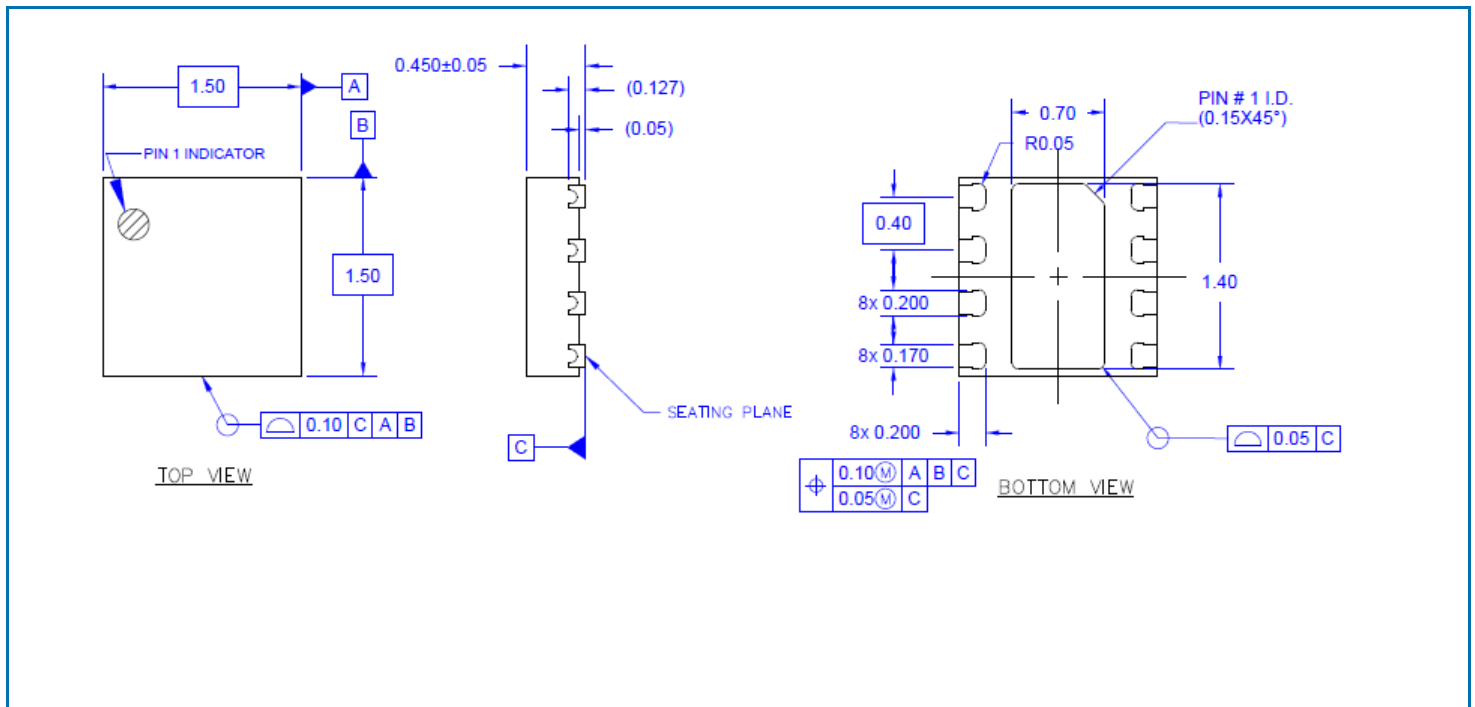 1.50
A
B
PIN 1 INDICATOR
1.50
0.10 C A B
TOP VIEW
0.450±0.05
(0.127)
(0.05)
SEATING PLANE
C
0.70
PIN # 1 I.D.
(0.15X45°)
R0.05
0.40
8x 0.200
8x 0.170
1.40
8x 0.200
0.10Ⓜ A B C
0.05Ⓜ C
0.05 C
BOTTOM VIEW